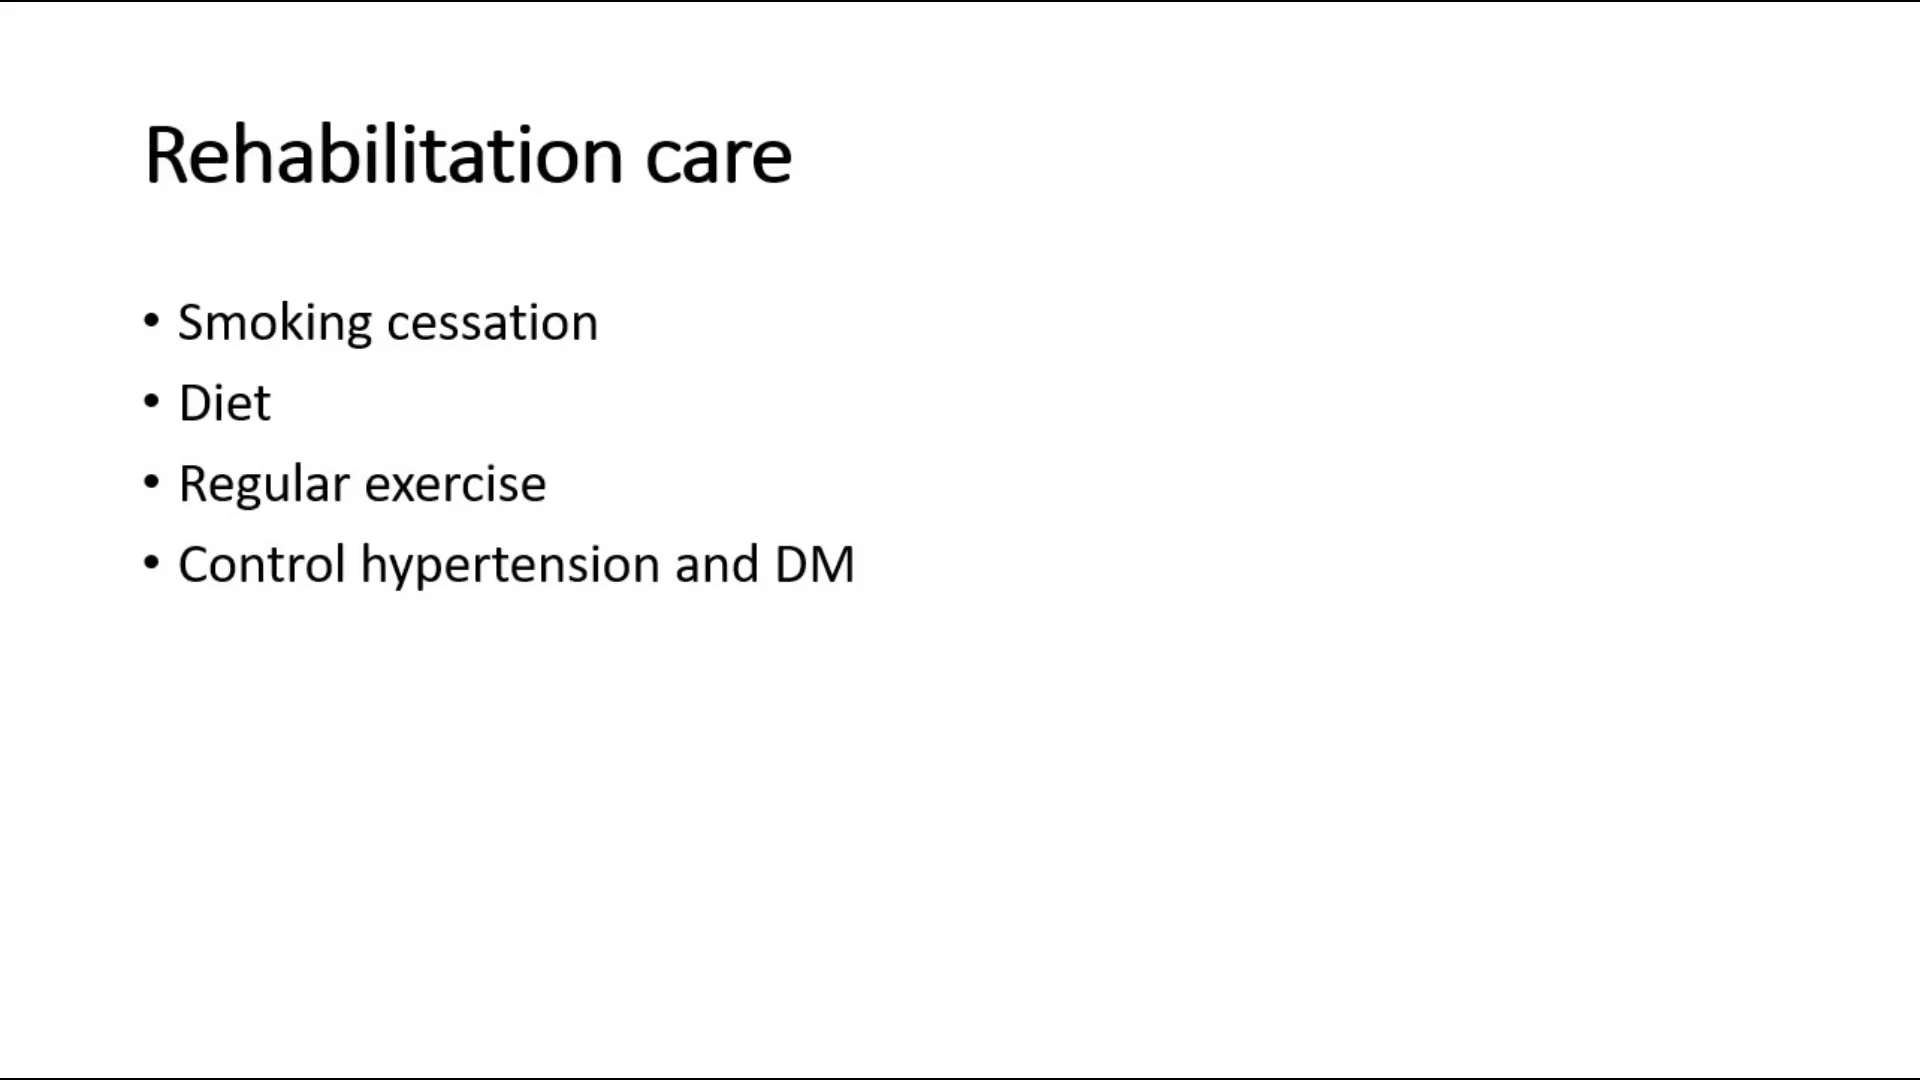 Rehabilitation care
• Smoking cessation
• Diet
• Regular exercise
• Control hypertension and DM